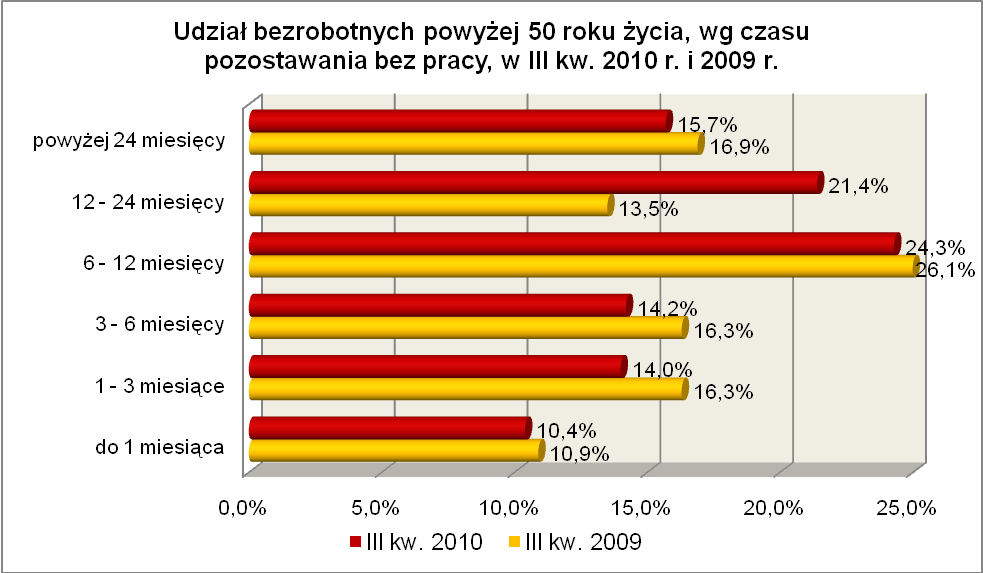 Udział bezrobotnych powyżej 50 roku życia, wg czasu
pozostawania bez pracy, w III kw. 2010 r. i 2009 r.
powyżej 24 miesięcy
15,7%
16,9%
12 - 24 miesięcy
21,4%
13,5%
6 - 12 miesięcy
24,3%
26,1%
3 - 6 miesięcy
14,2%
16,3%
1 - 3 miesiące
14,0%
16,3%
do 1 miesiąca
10,4%
10,9%
0,0% 5,0% 10,0% 15,0% 20,0% 25,0%
III kw. 2010 III kw. 2009